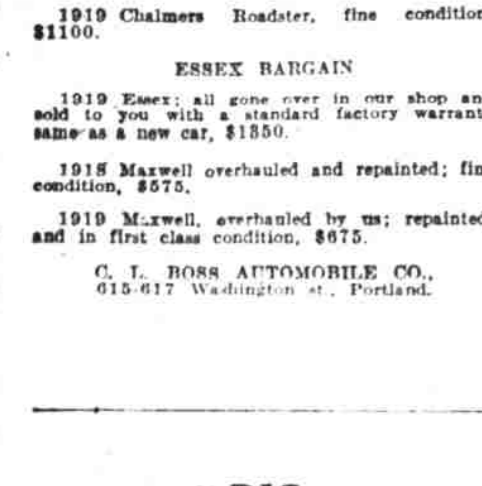 1919 Chalmers Roadster, fine condition
$1100.
ESSEX BARGAIN
1919 Essex; all gone over in our shop an
sold to you with a standard factory warrant
same as a new car, $1350.
1918 Maxwell overhauled and repainted; fin
condition, $575.
1919 Maxwell, overhauled by us; repainted
and in first class condition, $675.
C. L. BOSS AUTOMOBILE CO.,
615-617 Washington st., Portland.